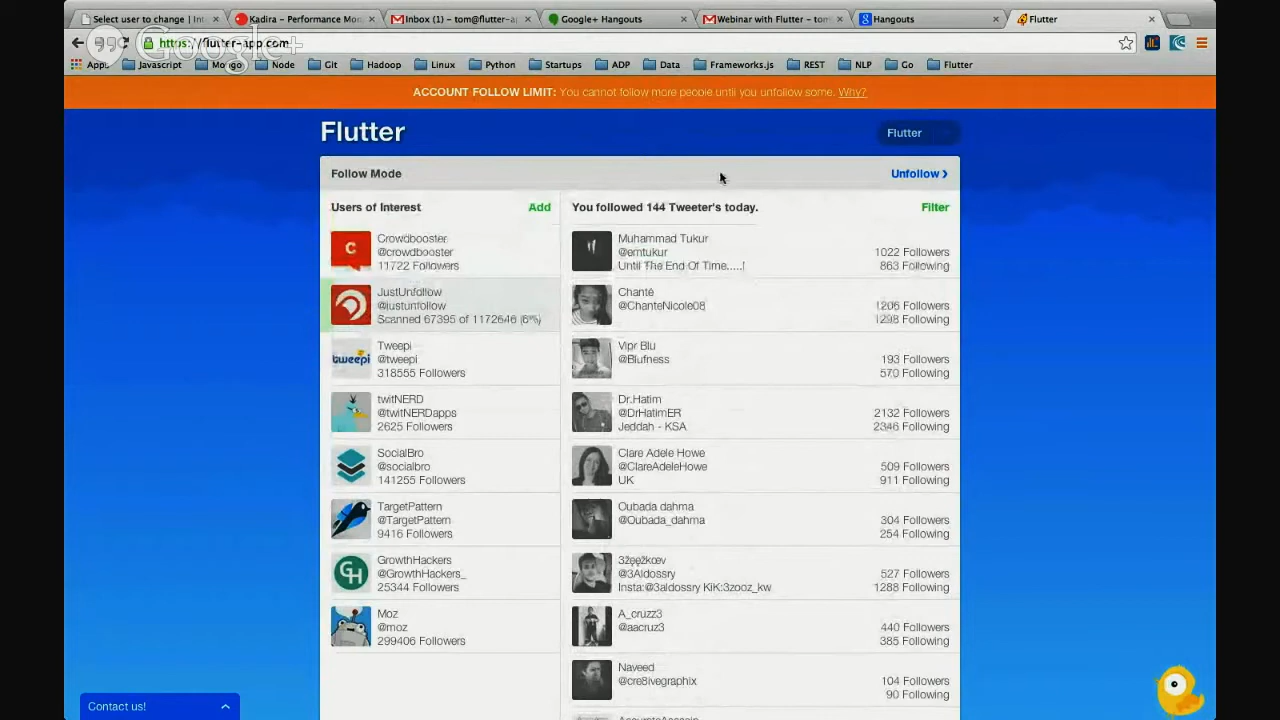 Select user to change | Int
Kadira - Performance Mon
Inbox (1) - tom@flutter-ap
Google+ Hangouts
Webinar with Flutter - tom
Hangouts
Flutter
https://flutter-app.com
Google+
Apps
Javascript
Mongo
Node
Git
Hadoop
Linux
Python
Startups
ADP
Data
Frameworks.js
REST
NLP
Go
Flutter
ACCOUNT FOLLOW LIMIT: You cannot follow more people until you unfollow some. Why?
Flutter
Flutter
Follow Mode
Unfollow ›
Users of Interest
Add
Crowdbooster
@crowdbooster
11722 Followers
JustUnfollow
@justunfollow
Scanned 67395 of 1172646 (6%)
Tweepi
@tweepi
318555 Followers
twitNERD
@twitNERDapps
2625 Followers
SocialBro
@socialbro
141255 Followers
TargetPattern
@TargetPattern
9416 Followers
GrowthHackers
@GrowthHackers_
25344 Followers
Moz
@moz
299406 Followers
You followed 144 Tweeter's today.
Filter
Muhammad Tukur
@emtukur
1022 Followers
Until The End Of Time.....!
863 Following
Chantè
@ChanteNicole08
1206 Followers
1298 Following
Vipr Blu
@Blufness
193 Followers
570 Following
Dr.Hatim
@DrHatimER
2132 Followers
Jeddah - KSA
2346 Following
Clare Adele Howe
@ClareAdeleHowe
509 Followers
UK
911 Following
Oubada dahma
@Oubada_dahma
304 Followers
254 Following
@3Aldossry
527 Followers
Insta:@3aldossry KiK:3zooz_kw
1288 Following
A_cruzz3
@aacruz3
440 Followers
385 Following
Naveed
@cre8ivegraphix
104 Followers
90 Following
Contact us!